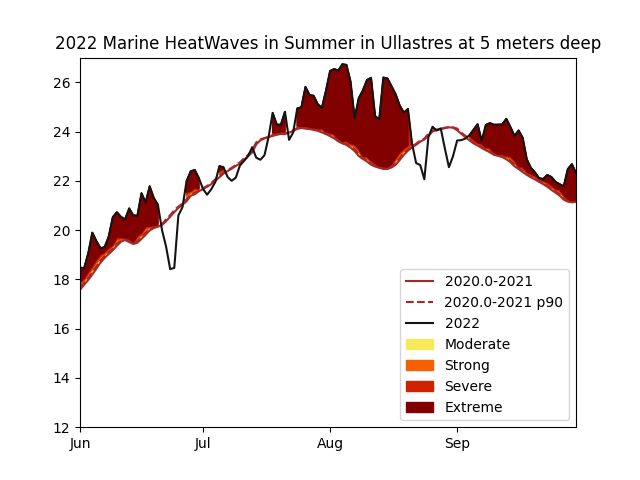 2022 Marine HeatWaves in Summer in Ullastres at 5 meters deep
26
24
22
20
18
16
14
12
Jun
Jul
Aug
Sep
2020.0-2021
2020.0-2021 p90
2022
Moderate
Strong
Severe
Extreme